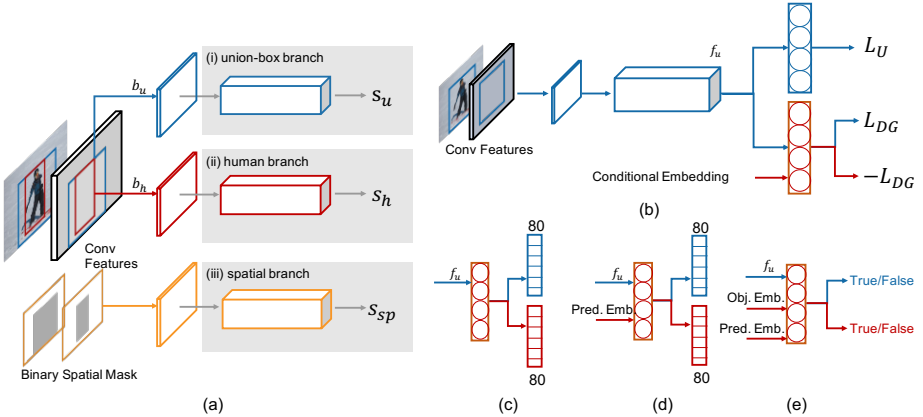 (i) union-box branch
b_u
s_u
(ii) human branch
b_h
s_h
Conv
Features
(iii) spatial branch
s_sp
Binary Spatial Mask
(a)
f_u
L_U
Conv Features
L_DG
Conditional Embedding
−L_DG
(b)
80
f_u
80
(c)
80
f_u
Pred. Emb.
80
(d)
f_u
True/False
Obj. Emb.
Pred. Emb.
True/False
(e)